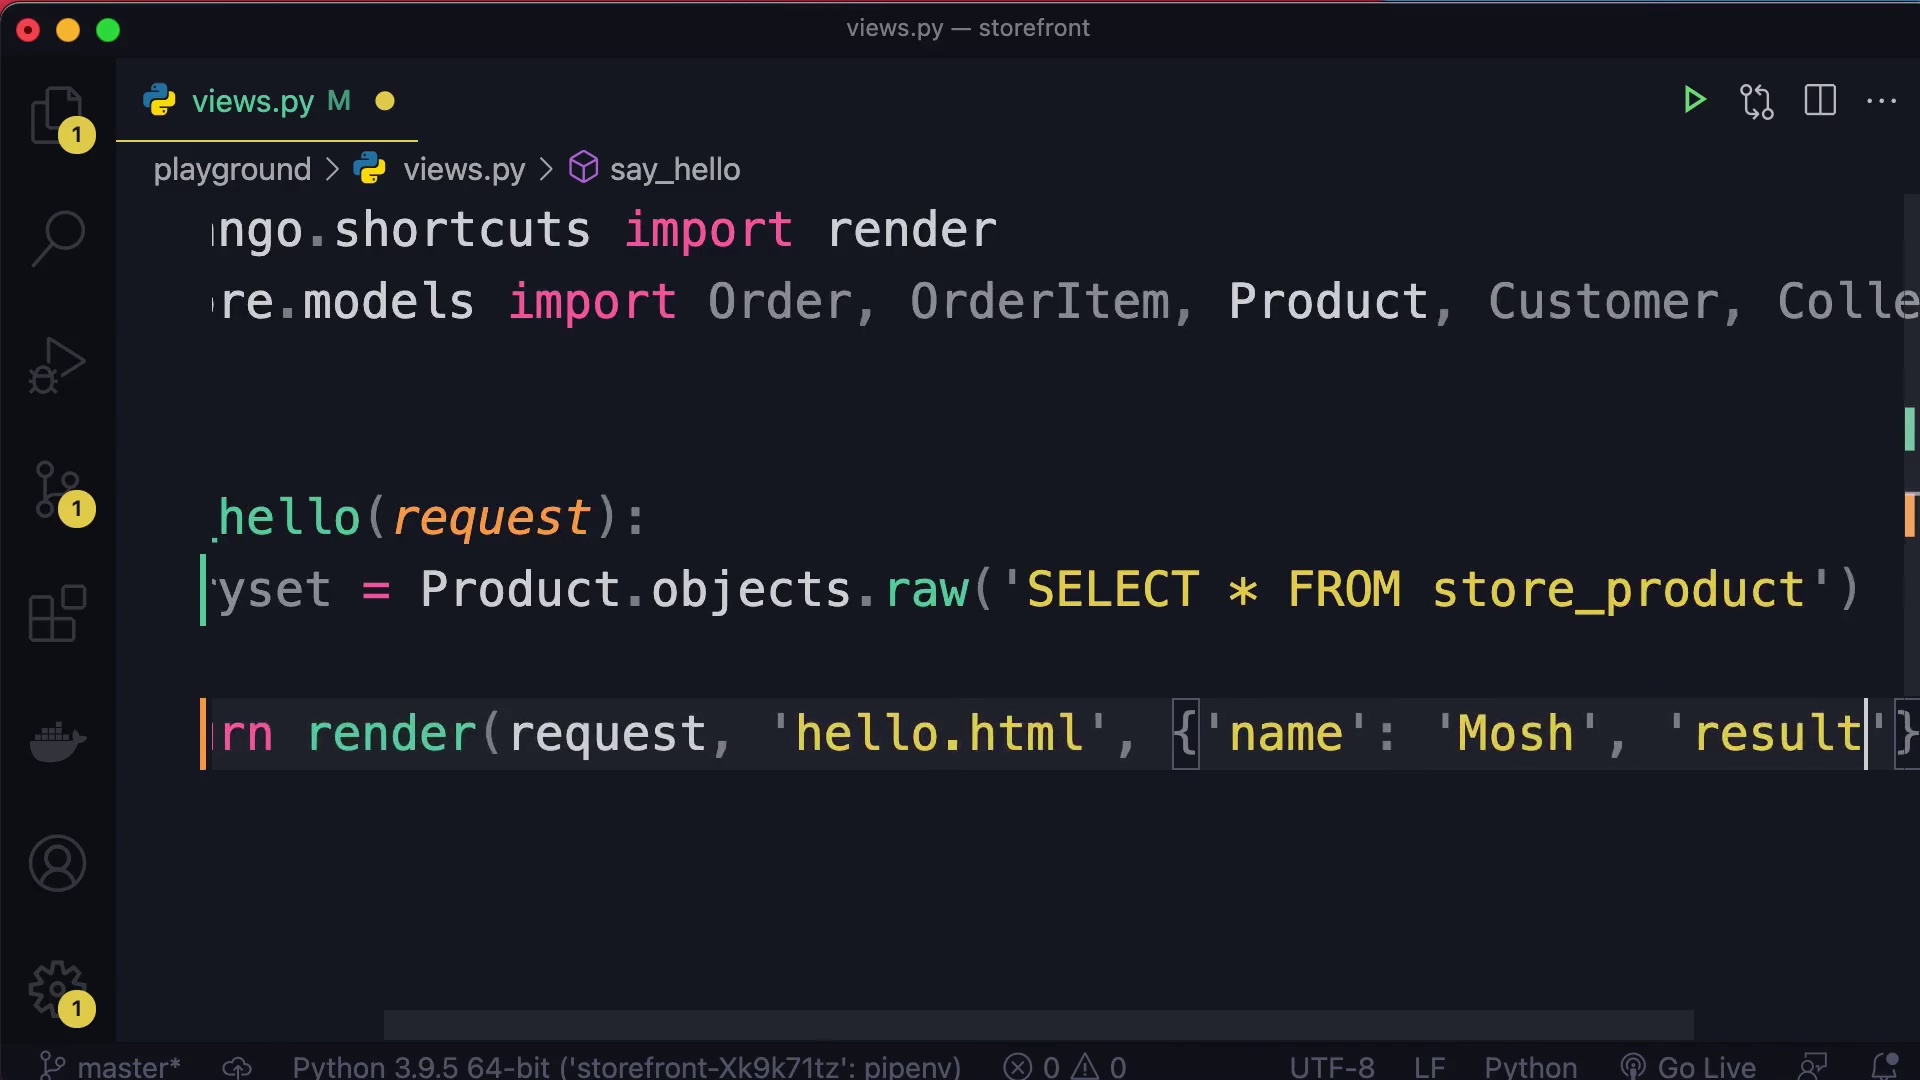 views.py — storefront
views.py M
1
playground > views.py > say_hello
ngo.shortcuts import render
re.models import Order, OrderItem, Product, Customer, Colle
_hello(request):
1
yset = Product.objects.raw('SELECT * FROM store_product')
rn render(request, 'hello.html', {'name': 'Mosh', 'result'}
1
master* Python 3.9.5 64-bit ('storefront-Xk9k71tz': pipenv) 0 0 UTF-8 LF Python Go Live